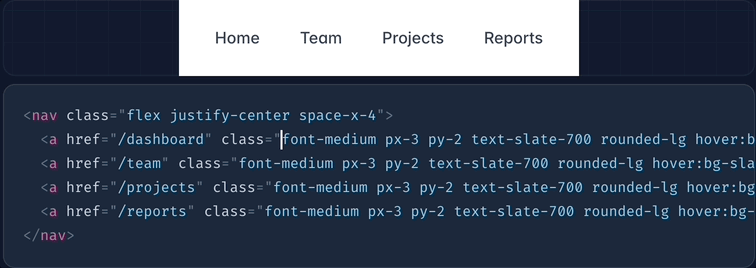 Home Team Projects Reports
<nav class="flex justify-center space-x-4">
<a href="/dashboard" class="font-medium px-3 py-2 text-slate-700 rounded-lg hover:b
<a href="/team" class="font-medium px-3 py-2 text-slate-700 rounded-lg hover:bg-sla
<a href="/projects" class="font-medium px-3 py-2 text-slate-700 rounded-lg hover:bg
<a href="/reports" class="font-medium px-3 py-2 text-slate-700 rounded-lg hover:bg-
</nav>